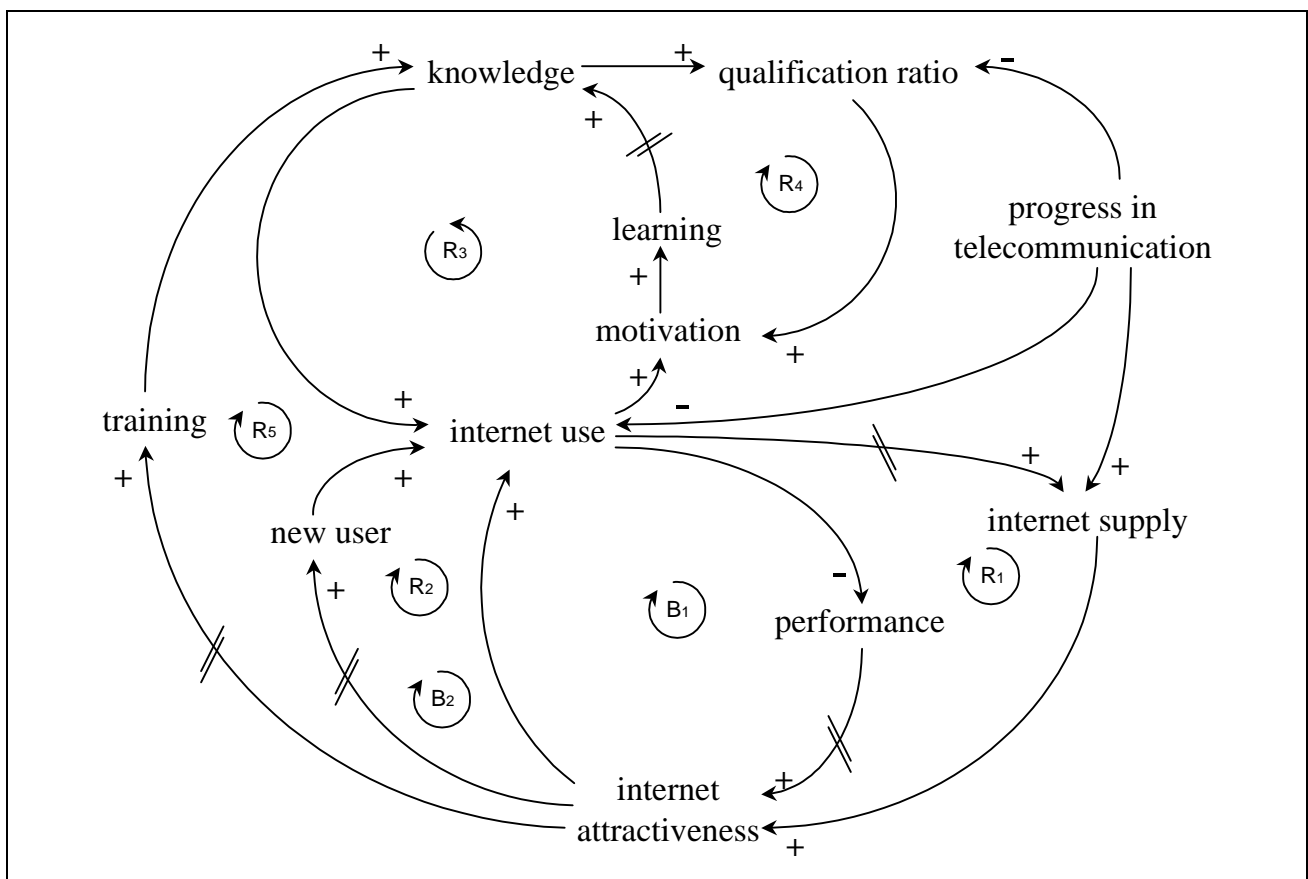 + + -
knowledge qualification ratio
+
R4
progress in
telecommunication
learning
R3
+
motivation
+
+ -
+
training
R5
internet use
+ +
+ +
+
new user
internet supply
R2
R1
+ -
B1
performance
B2
+
internet
attractiveness
+